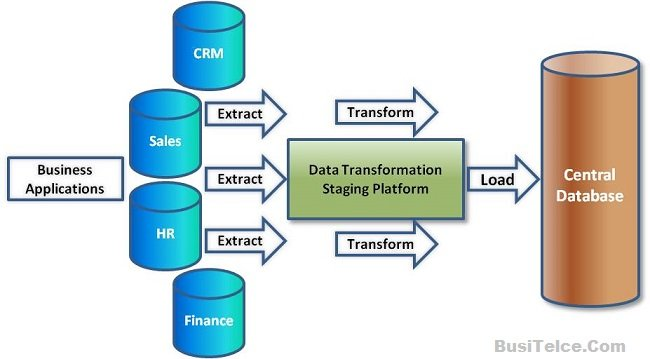 CRM
Extract
Transform
Sales
Business
Applications
Extract
Data Transformation
Staging Platform
Load
Central
Database
HR
Extract
Transform
Finance
BusiTelce.Com